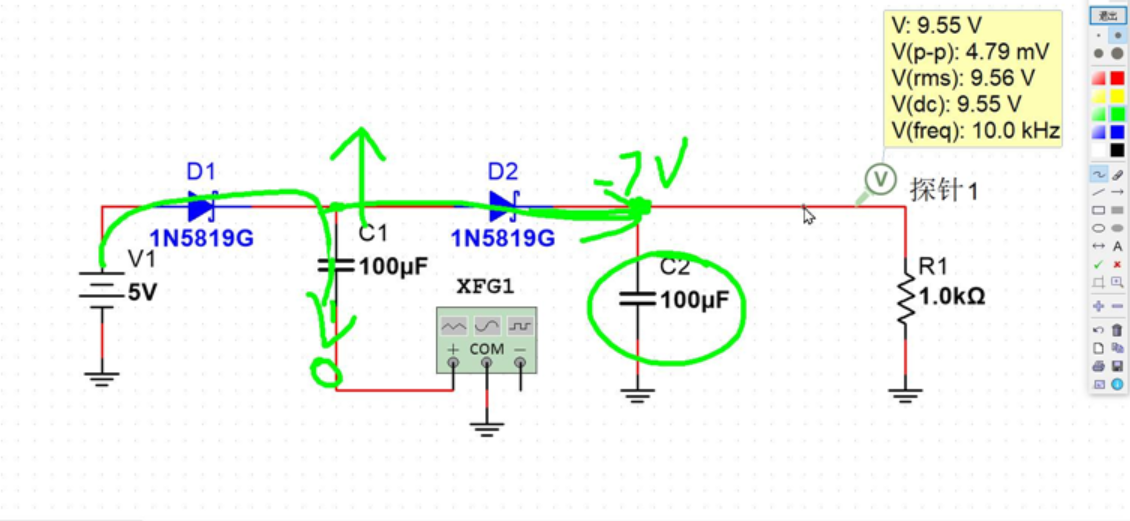 V: 9.55 V
V(p-p): 4.79 mV
V(rms): 9.56 V
V(dc): 9.55 V
V(freq): 10.0 kHz
退出
D1
1N5819G
D2
1N5819G
V
探针1
V1
5V
C1
100µF
XFG1
+ COM −
C2
100µF
R1
1.0kΩ
A